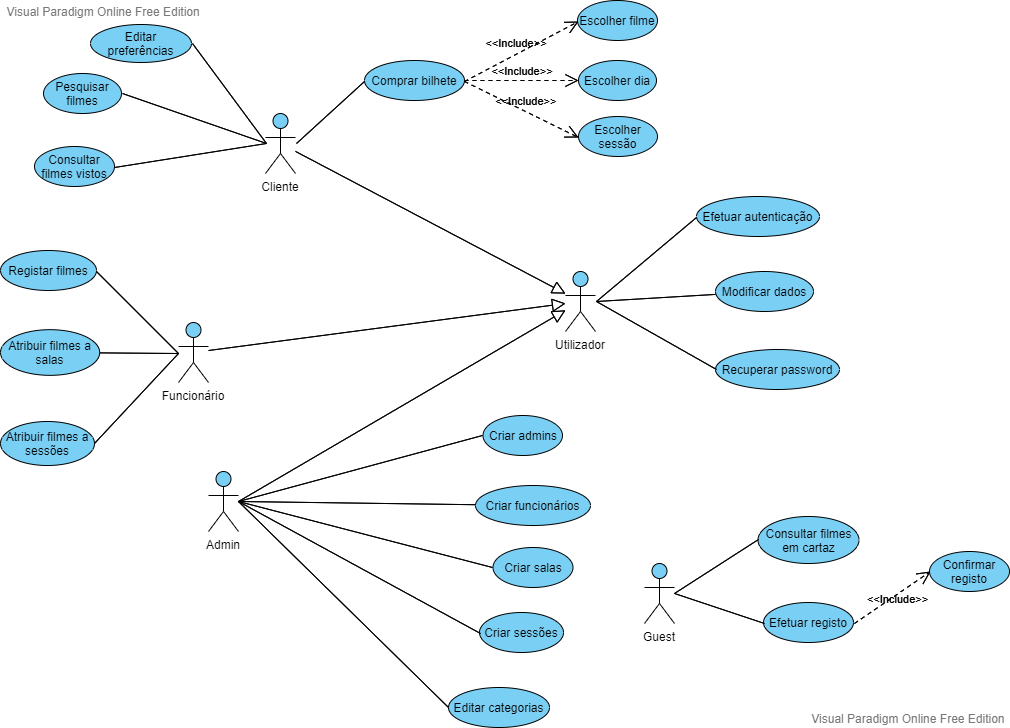 Visual Paradigm Online Free Edition
Editar
preferências
Escolher filme
<<Include>>
Pesquisar
filmes
Comprar bilhete
<<Include>>
Escolher dia
<<Include>>
Escolher
sessão
Consultar
filmes vistos
Cliente
Efetuar autenticação
Registar filmes
Modificar dados
Utilizador
Atribuir filmes a
salas
Recuperar password
Funcionário
Atribuir filmes a
sessões
Criar admins
Criar funcionários
Admin
Consultar filmes
em cartaz
Criar salas
Confirmar
registo
<<Include>>
Efetuar registo
Guest
Criar sessões
Editar categorias
Visual Paradigm Online Free Edition